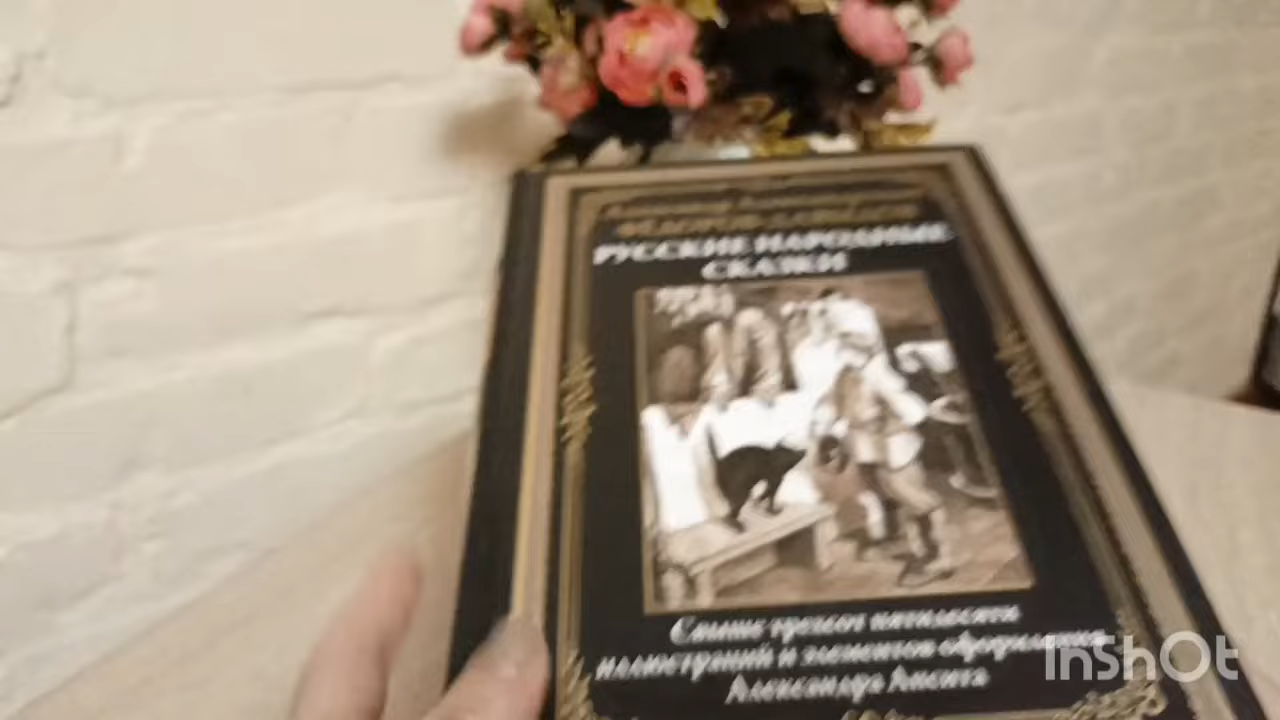 РУССКИЕ НАРОДНЫЕ
СКАЗКИ
Свыше трехсот пятидесяти
иллюстраций и элементов оформления
Александра Апсита
InShOt